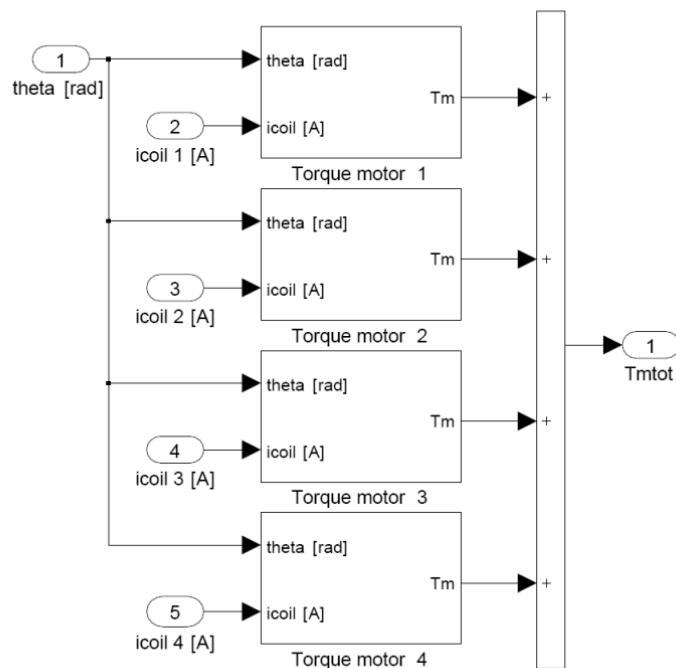 1
theta [rad]
theta [rad]
2
icoil 1 [A]
icoil [A]
Tm
+
Torque motor 1
theta [rad]
3
icoil 2 [A]
icoil [A]
Tm
+
Torque motor 2
1
Tmtot
theta [rad]
4
icoil 3 [A]
icoil [A]
Tm
+
Torque motor 3
theta [rad]
5
icoil 4 [A]
icoil [A]
Tm
+
Torque motor 4